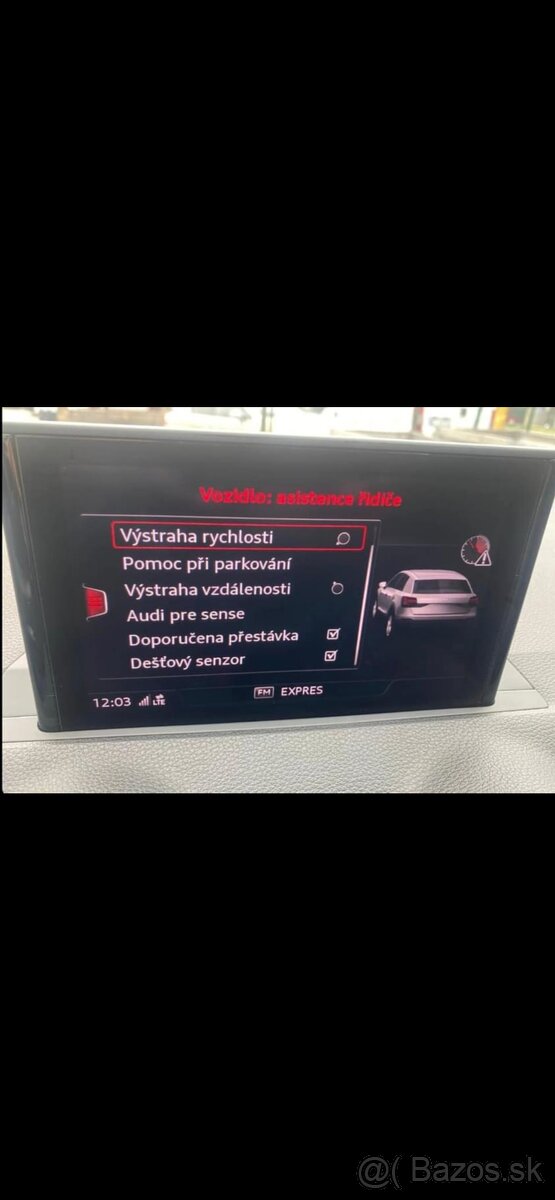 Vozidlo: asistence řidiče
Výstraha rychlosti
Pomoc při parkování
Výstraha vzdálenosti
Audi pre sense
Doporučena přestávka
Dešťový senzor
12:03 LTE
FM EXPRES
@( Bazos.sk